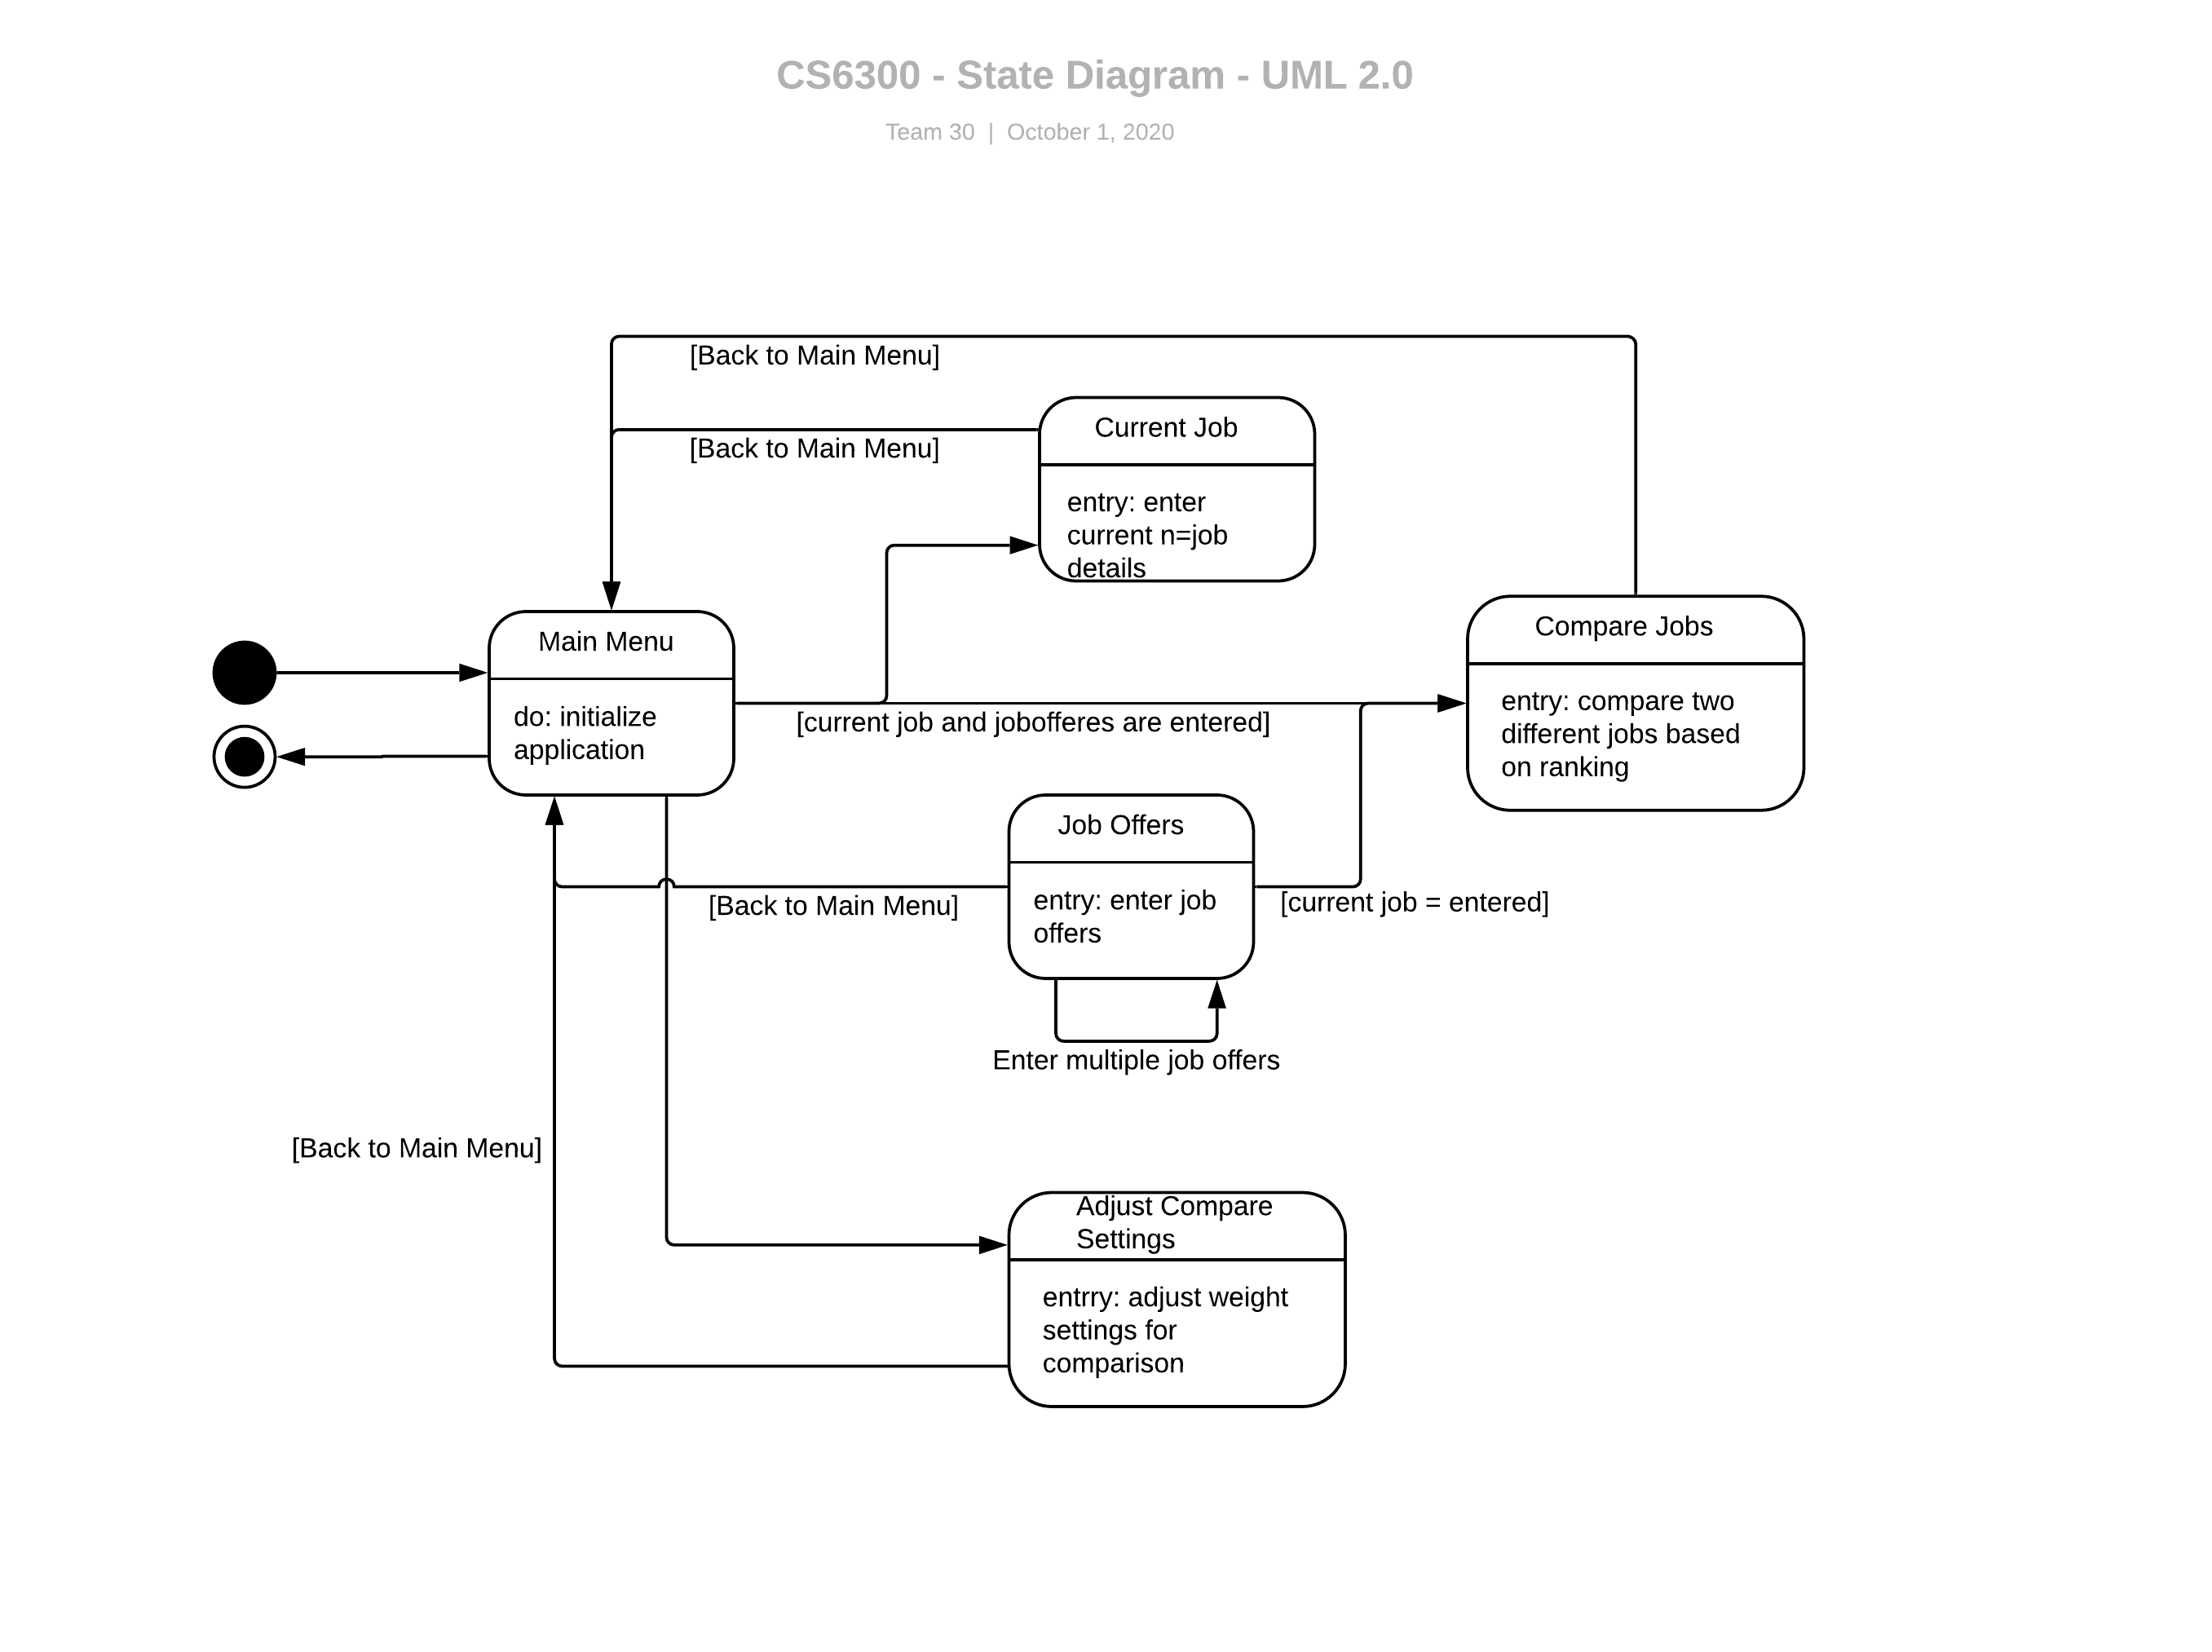 CS6300 - State Diagram - UML 2.0
Team 30 | October 1, 2020
[Back to Main Menu]
[Back to Main Menu]
Current Job
entry: enter
current n=job
details
Main Menu
do: initialize
application
[current job and jobofferes are entered]
Compare Jobs
entry: compare two
different jobs based
on ranking
Job Offers
entry: enter job
offers
[Back to Main Menu]
[current job = entered]
Enter multiple job offers
[Back to Main Menu]
Adjust Compare
Settings
entrry: adjust weight
settings for
comparison